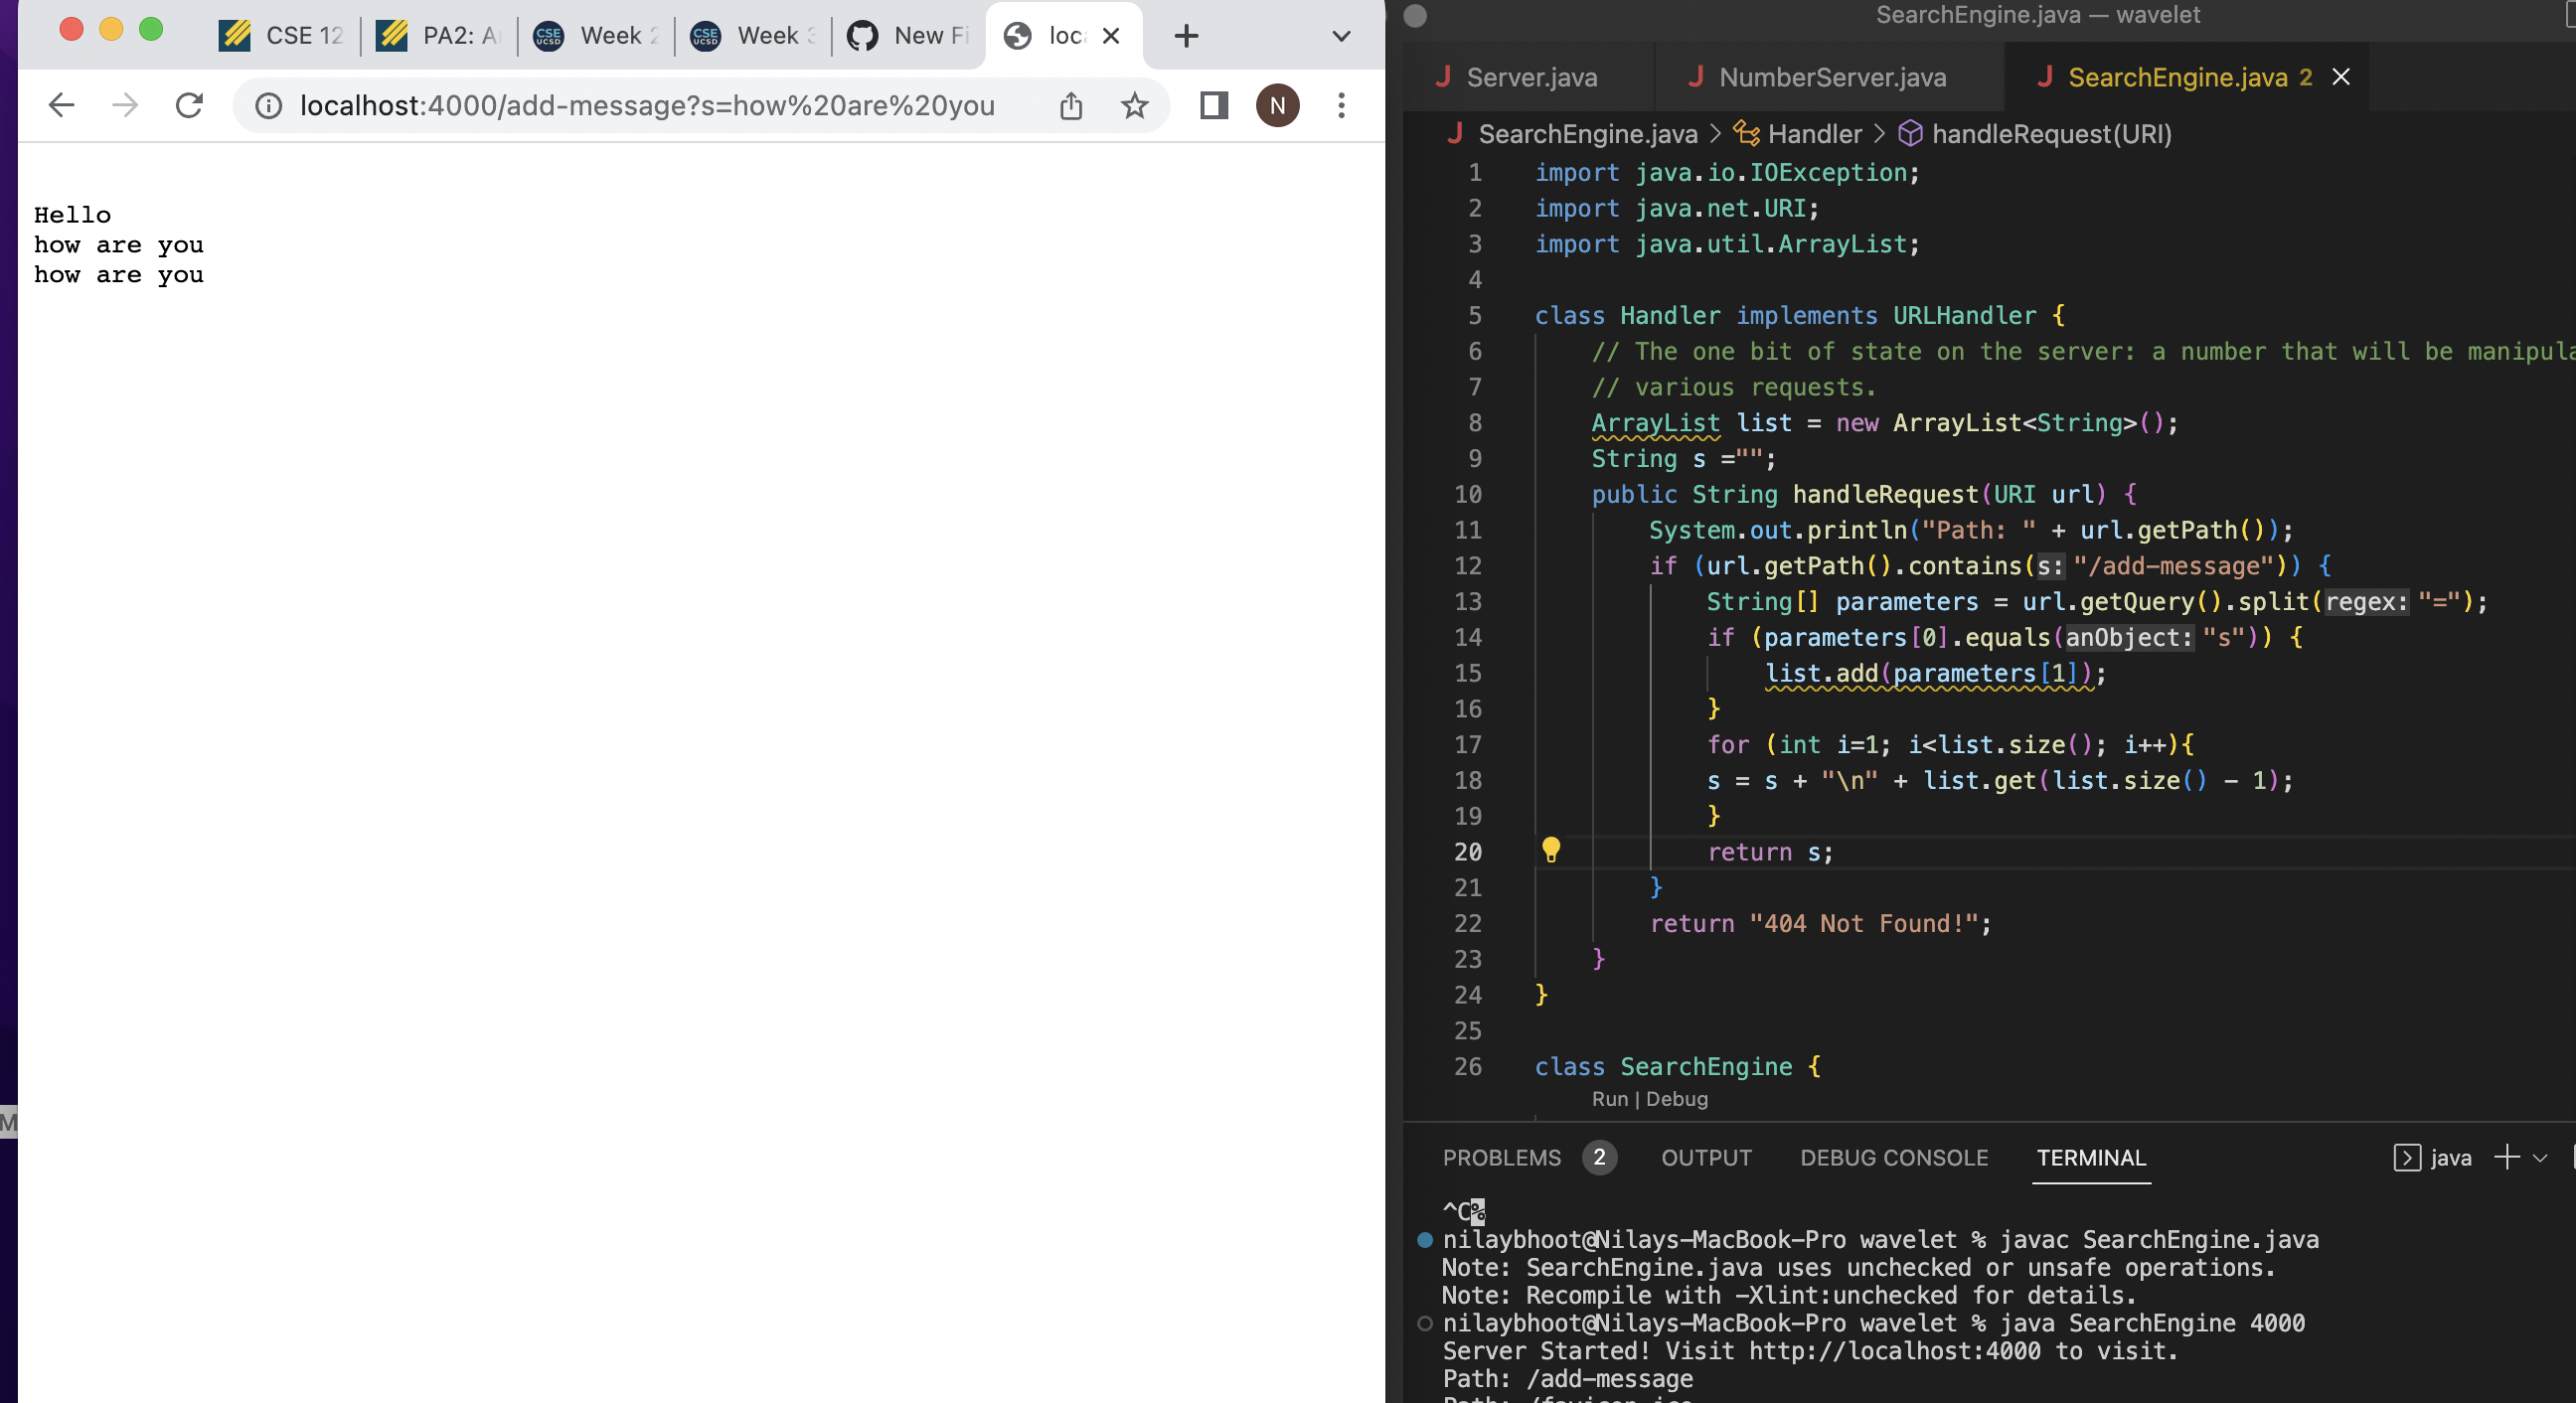 CSE 12
PA2: A
Week 2
Week 3
New Fi
loc
localhost:4000/add-message?s=how%20are%20you
N
Hello
how are you
how are you
M
SearchEngine.java — wavelet
Server.java
NumberServer.java
SearchEngine.java 2
SearchEngine.java > Handler > handleRequest(URI)
1 import java.io.IOException;
2 import java.net.URI;
3 import java.util.ArrayList;
4
5 class Handler implements URLHandler {
6 // The one bit of state on the server: a number that will be manipula
7 // various requests.
8 ArrayList list = new ArrayList<String>();
9 String s ="";
10 public String handleRequest(URI url) {
11 System.out.println("Path: " + url.getPath());
12 if (url.getPath().contains(s: "/add-message")) {
13 String[] parameters = url.getQuery().split(regex: "=");
14 if (parameters[0].equals(anObject: "s")) {
15 list.add(parameters[1]);
16 }
17 for (int i=1; i<list.size(); i++){
18 s = s + "\n" + list.get(list.size() - 1);
19 }
20 return s;
21 }
22 return "404 Not Found!";
23 }
24 }
25
26 class SearchEngine {
Run | Debug
PROBLEMS 2 OUTPUT DEBUG CONSOLE TERMINAL java
^C%
nilaybhoot@Nilays-MacBook-Pro wavelet % javac SearchEngine.java
Note: SearchEngine.java uses unchecked or unsafe operations.
Note: Recompile with -Xlint:unchecked for details.
nilaybhoot@Nilays-MacBook-Pro wavelet % java SearchEngine 4000
Server Started! Visit http://localhost:4000 to visit.
Path: /add-message
Path: /favicon.ico